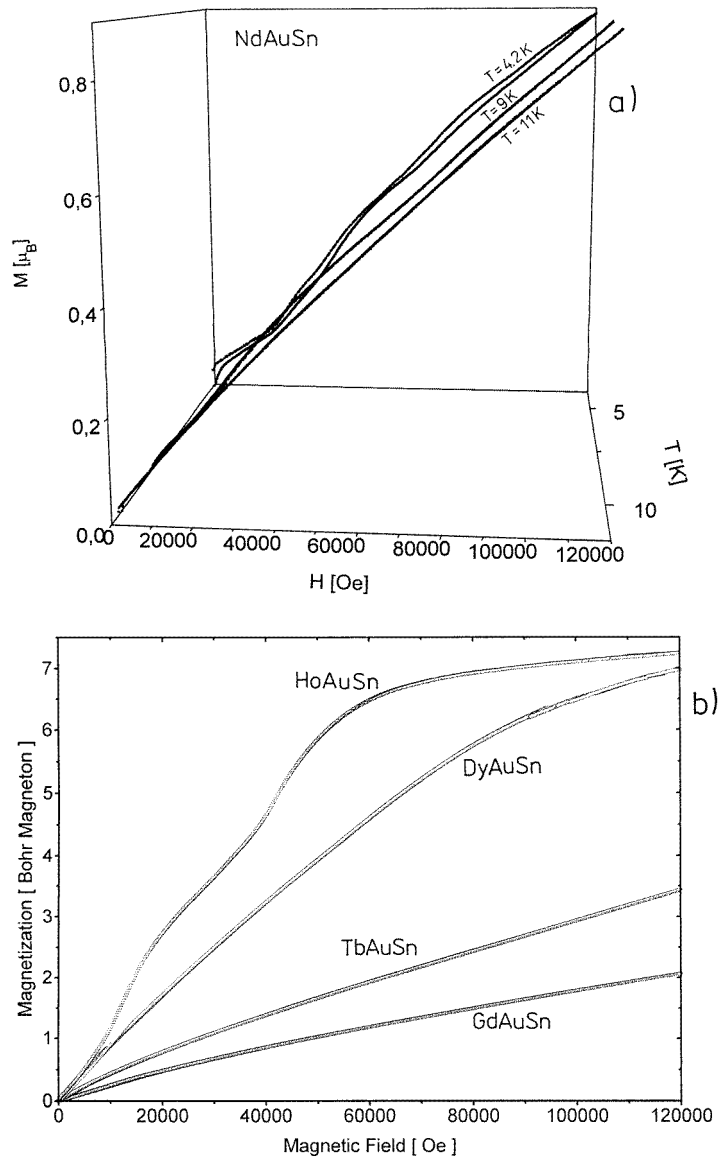 NdAuSn
0,8
T=4.2K
T=9K
a)
T=11K
0,6
M [μB]
0,4
5
T [K]
0,2
10
0,0 20000 40000 60000 80000 100000 120000
H [Oe]
7
HoAuSn
b)
6
DyAuSn
5
Magnetization [ Bohr Magneton ]
4
3
TbAuSn
2
GdAuSn
1
0
0 20000 40000 60000 80000 100000 120000
Magnetic Field [ Oe ]